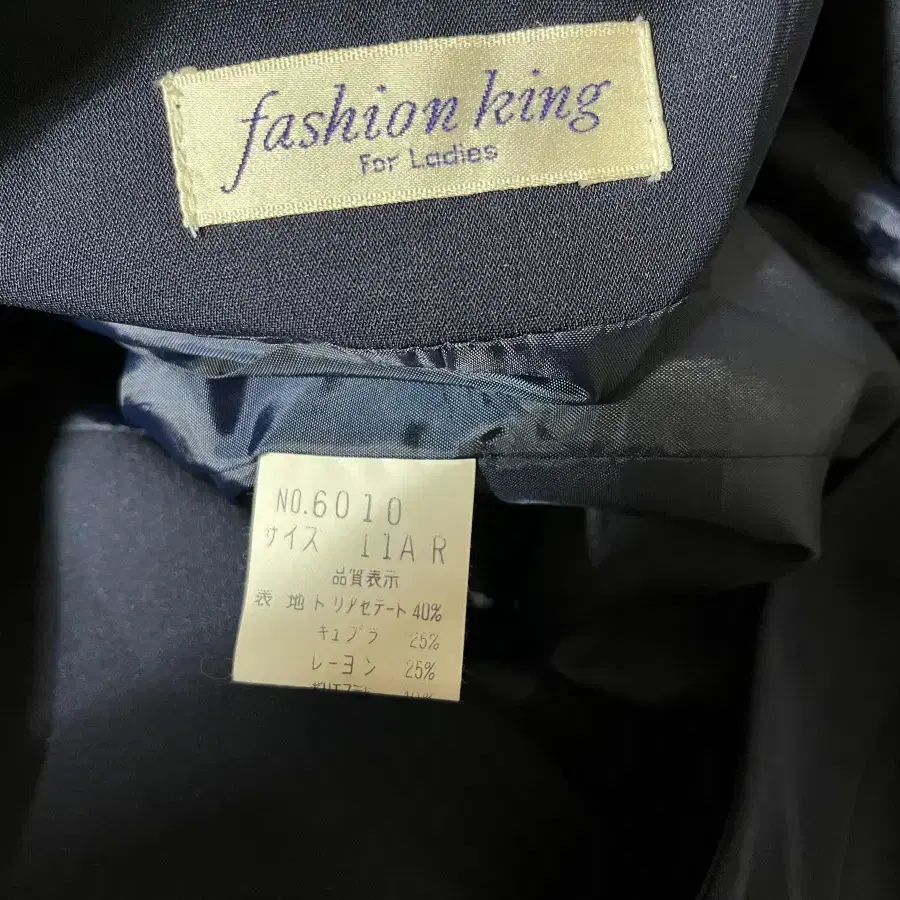 fashion king
For Ladies
NO.6010
サイズ 11AR
品質表示
表地 トリアセテート 40%
キュプラ 25%
レーヨン 25%